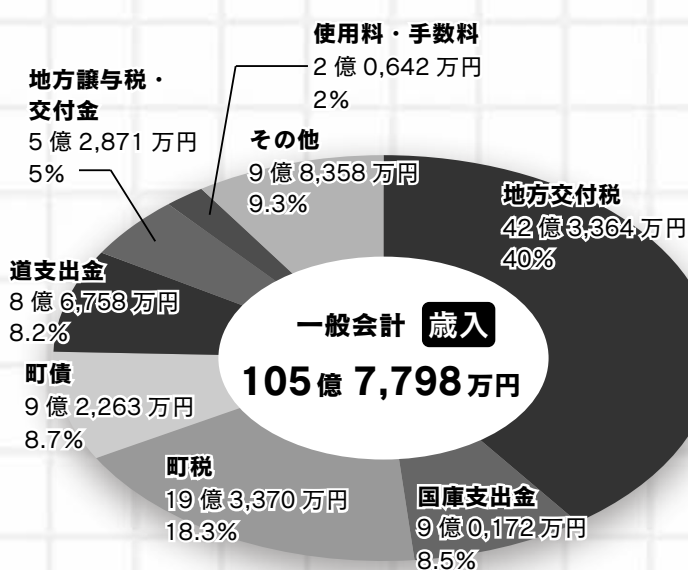 使用料・手数料
2億0,642万円
2%
地方譲与税・
交付金
5億2,871万円
5%
その他
9億8,358万円
9.3%
地方交付税
42億3,364万円
40%
道支出金
8億6,758万円
8.2%
一般会計 歳入
105億7,798万円
町債
9億2,263万円
8.7%
町税
19億3,370万円
18.3%
国庫支出金
9億0,172万円
8.5%